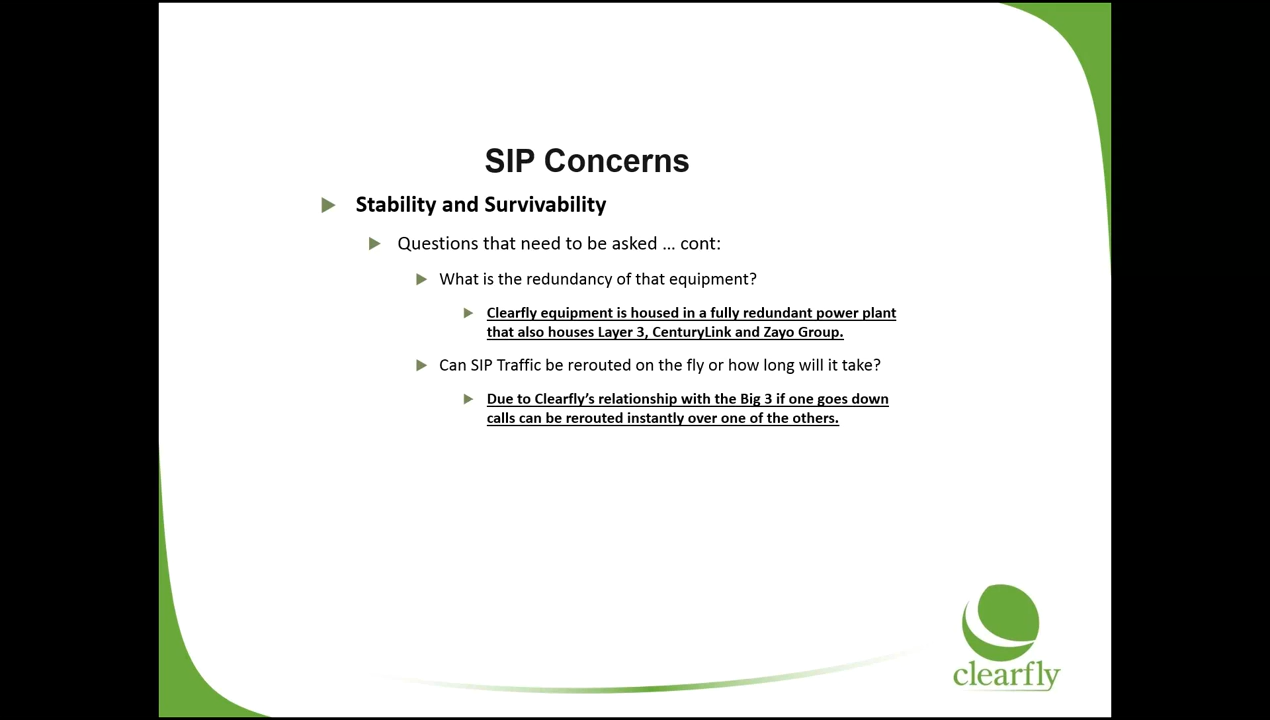 SIP Concerns
Stability and Survivability
Questions that need to be asked ... cont:
What is the redundancy of that equipment?
Clearfly equipment is housed in a fully redundant power plant
that also houses Layer 3, CenturyLink and Zayo Group.
Can SIP Traffic be rerouted on the fly or how long will it take?
Due to Clearfly’s relationship with the Big 3 if one goes down
calls can be rerouted instantly over one of the others.
clearfly